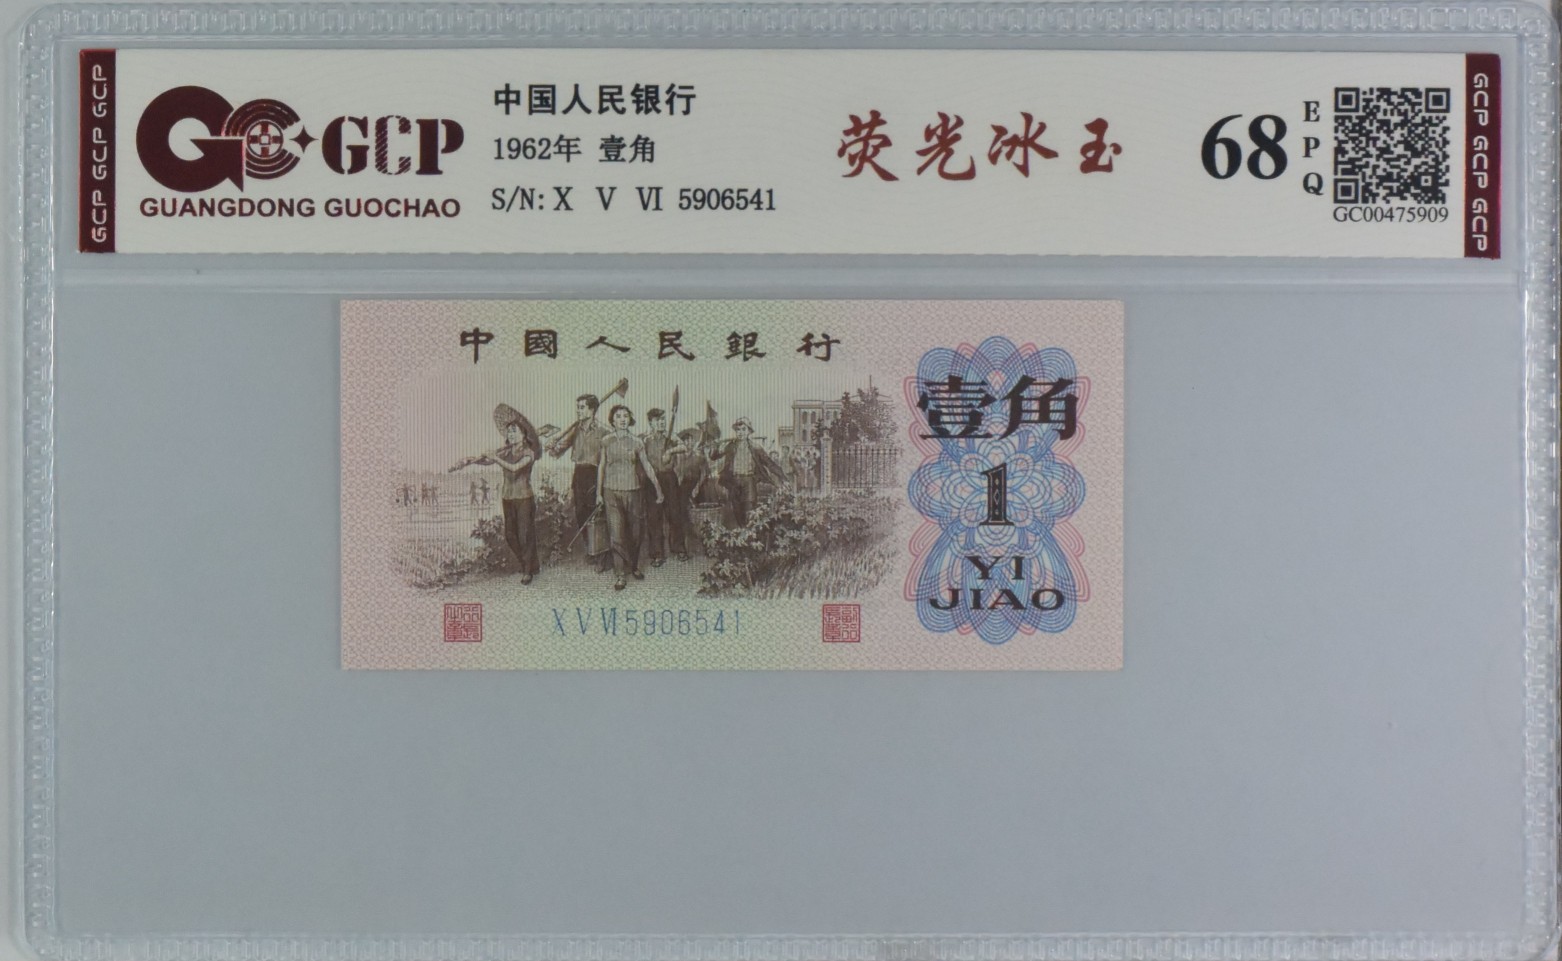 GCP GCP GCP
GCP
GUANGDONG GUOCHAO
中国人民银行
1962年 壹角
S/N: X V VI 5906541
荧光冰玉
68
EPQ
GC00475909
GCP GCP GCP
中國人民銀行
壹角
1
YI
JIAO
X V VI 5906541